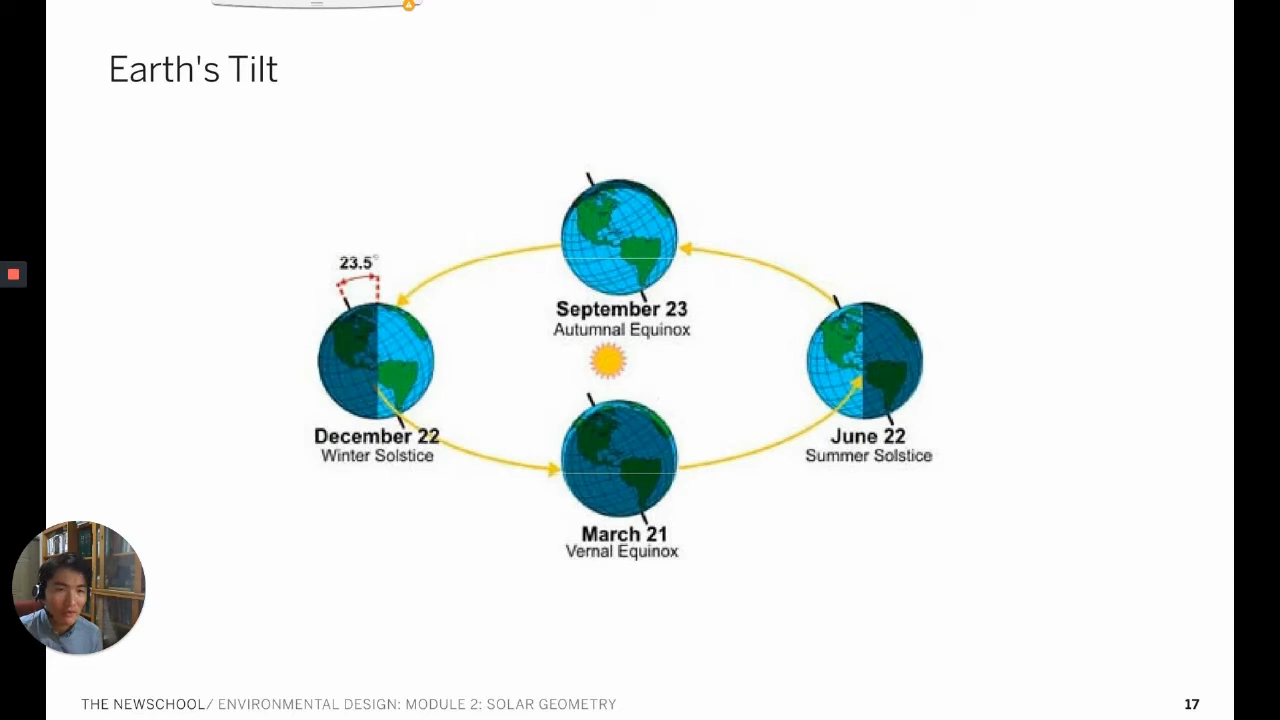 Earth's Tilt
23.5°
September 23
Autumnal Equinox
December 22
Winter Solstice
June 22
Summer Solstice
March 21
Vernal Equinox
THE NEWSCHOOL/ ENVIRONMENTAL DESIGN: MODULE 2: SOLAR GEOMETRY
17